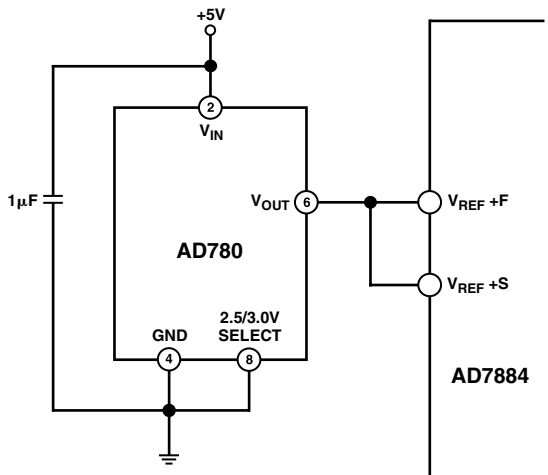 +5V
2
VIN
1μF
VOUT
6
VREF +F
AD780
2.5/3.0V
SELECT
GND
VREF +S
4
8
AD7884